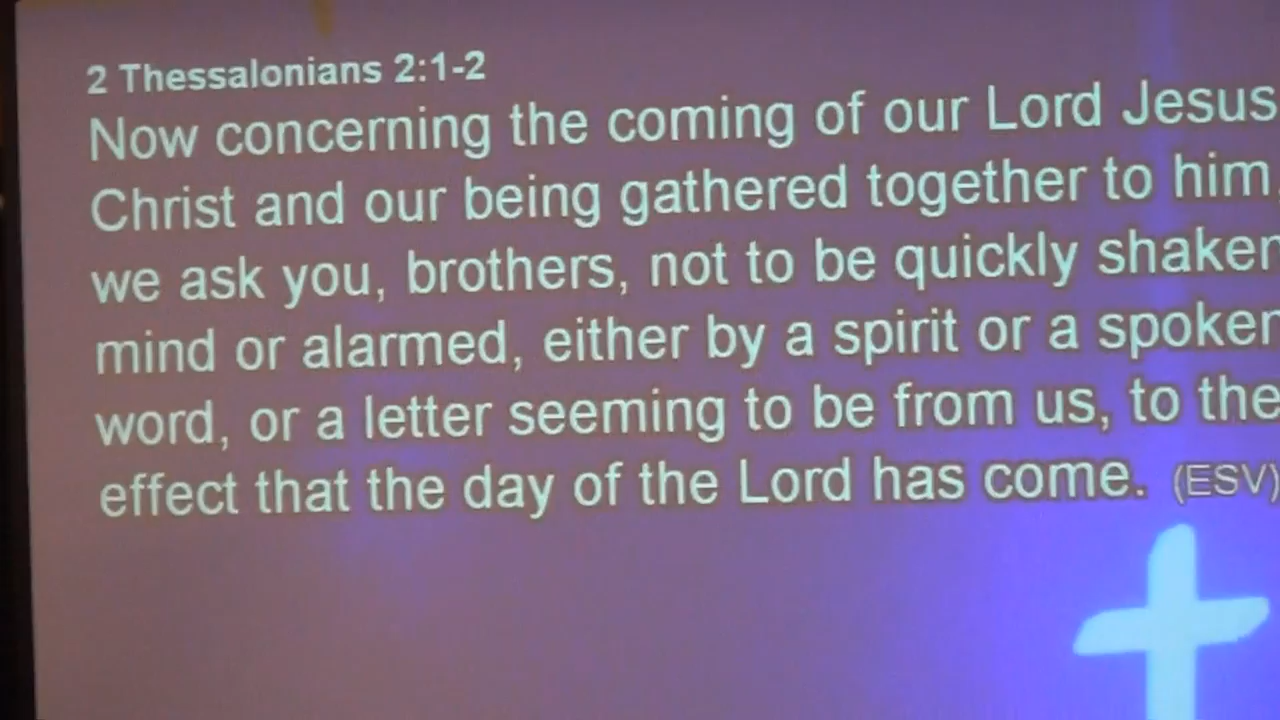 2 Thessalonians 2:1-2
Now concerning the coming of our Lord Jesus
Christ and our being gathered together to him,
we ask you, brothers, not to be quickly shaken
mind or alarmed, either by a spirit or a spoken
word, or a letter seeming to be from us, to the
effect that the day of the Lord has come. (ESV)